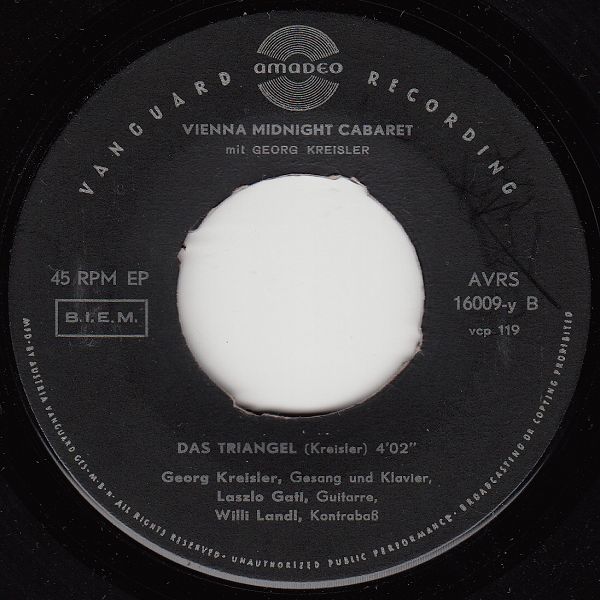 amadeo
VANGUARD RECORDING
VIENNA MIDNIGHT CABARET
mit GEORG KREISLER
45 RPM EP
B.I.E.M.
AVRS
16009-y B
vcp 119
DAS TRIANGEL (Kreisler) 4'02"
Georg Kreisler, Gesang und Klavier,
Laszlo Gati, Guitarre,
Willi Landl, Kontrabaß
MFD·BY AUSTRIA VANGUARD GES·M·B·H· ALL RIGHTS RESERVED· UNAUTHORIZED PUBLIC PERFORMANCE· BROADCASTING OR COPYING PROHIBITED